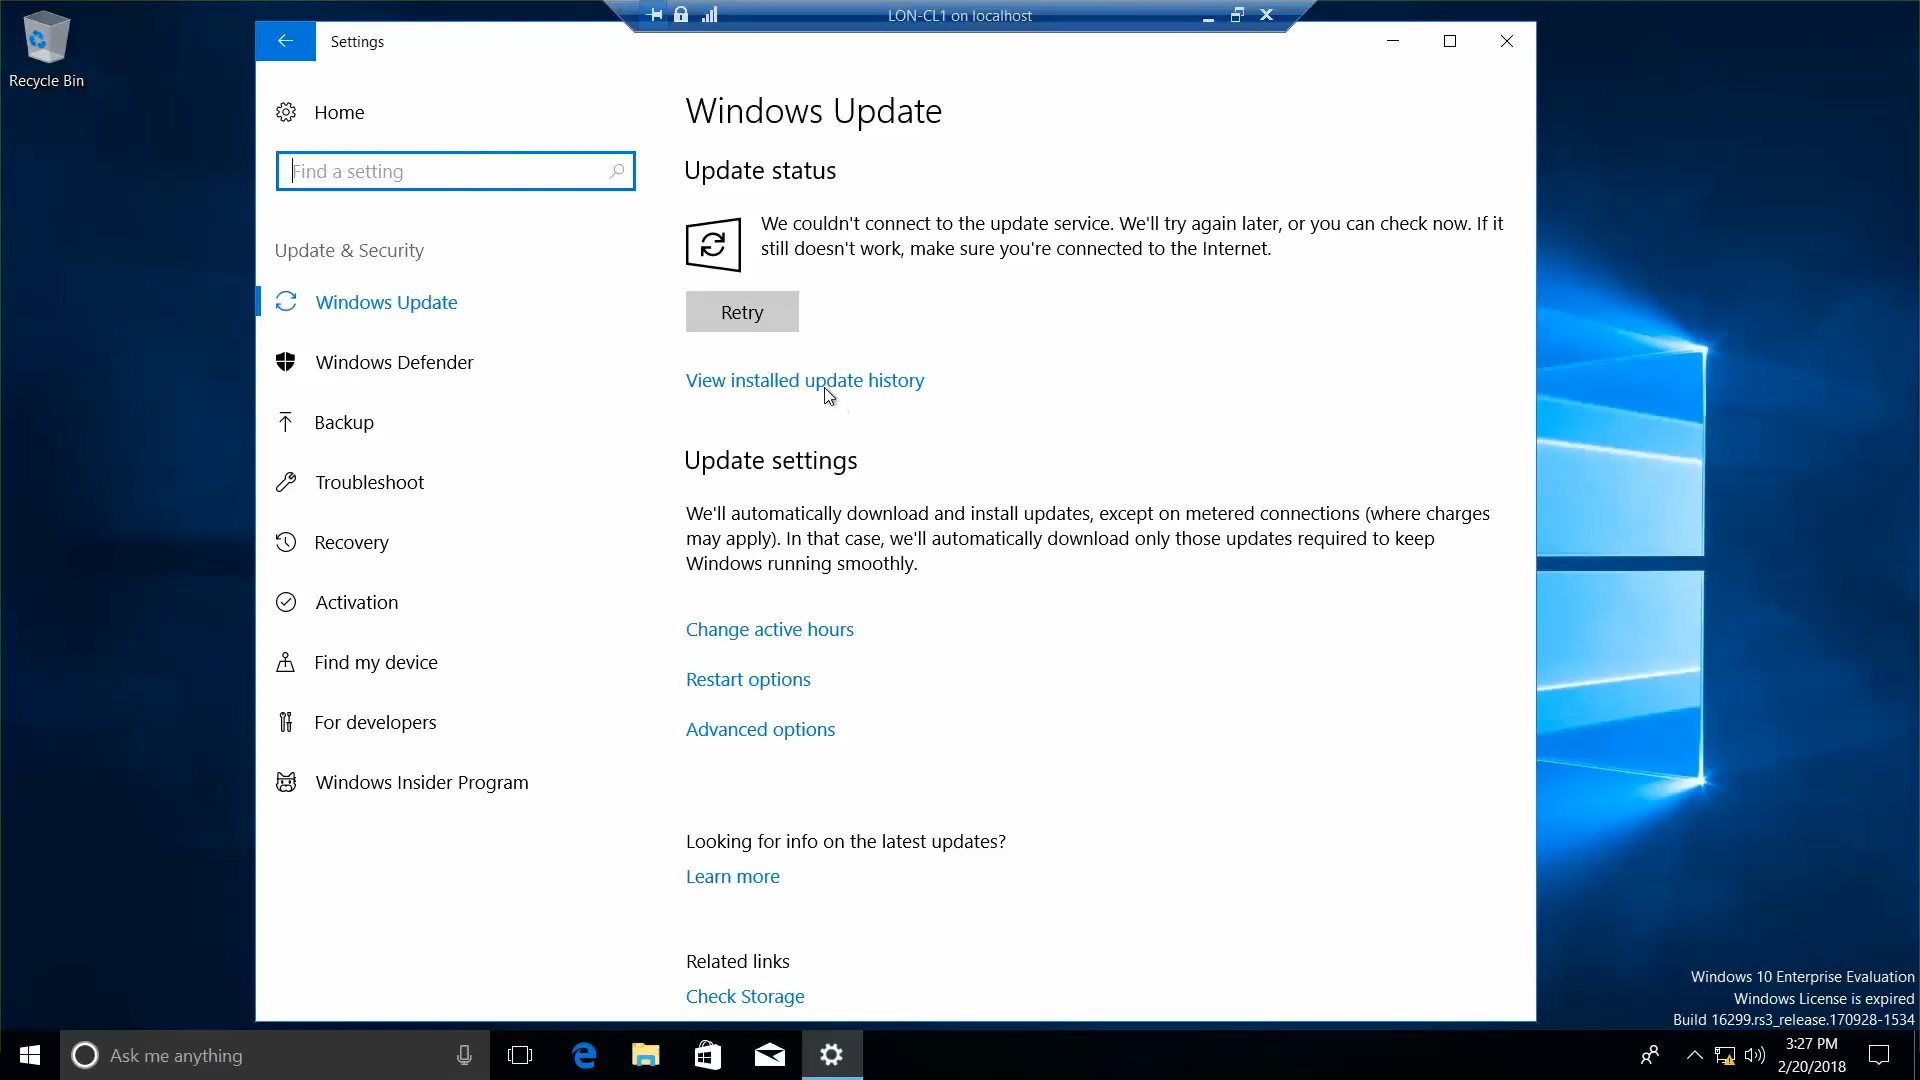 LON-CL1 on localhost
Recycle Bin
Settings
Home
Find a setting
Update & Security
Windows Update
Windows Defender
Backup
Troubleshoot
Recovery
Activation
Find my device
For developers
Windows Insider Program
Windows Update
Update status
We couldn't connect to the update service. We'll try again later, or you can check now. If it
still doesn't work, make sure you're connected to the Internet.
Retry
View installed update history
Update settings
We'll automatically download and install updates, except on metered connections (where charges
may apply). In that case, we'll automatically download only those updates required to keep
Windows running smoothly.
Change active hours
Restart options
Advanced options
Looking for info on the latest updates?
Learn more
Related links
Check Storage
Windows 10 Enterprise Evaluation
Windows License is expired
Build 16299.rs3_release.170928-1534
Ask me anything
3:27 PM
2/20/2018